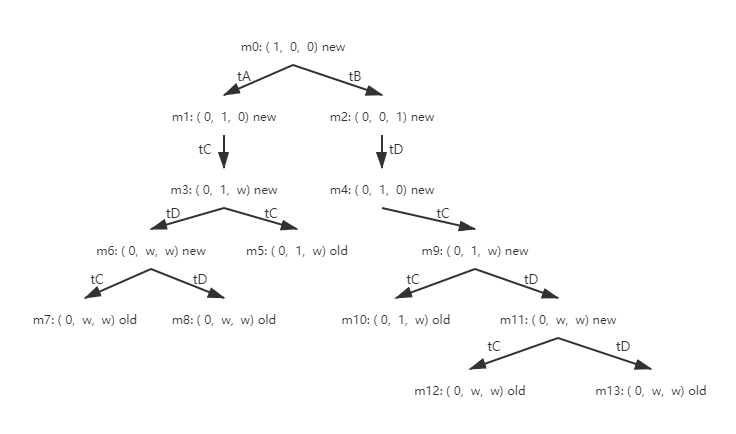 m0: ( 1, 0, 0) new
tA tB
m1: ( 0, 1, 0) new m2: ( 0, 0, 1) new
tC tD
m3: ( 0, 1, w) new m4: ( 0, 1, 0) new
tD tC tC
m6: ( 0, w, w) new m5: ( 0, 1, w) old m9: ( 0, 1, w) new
tC tD tC tD
m7: ( 0, w, w) old m8: ( 0, w, w) old m10: ( 0, 1, w) old m11: ( 0, w, w) new
tC tD
m12: ( 0, w, w) old m13: ( 0, w, w) old